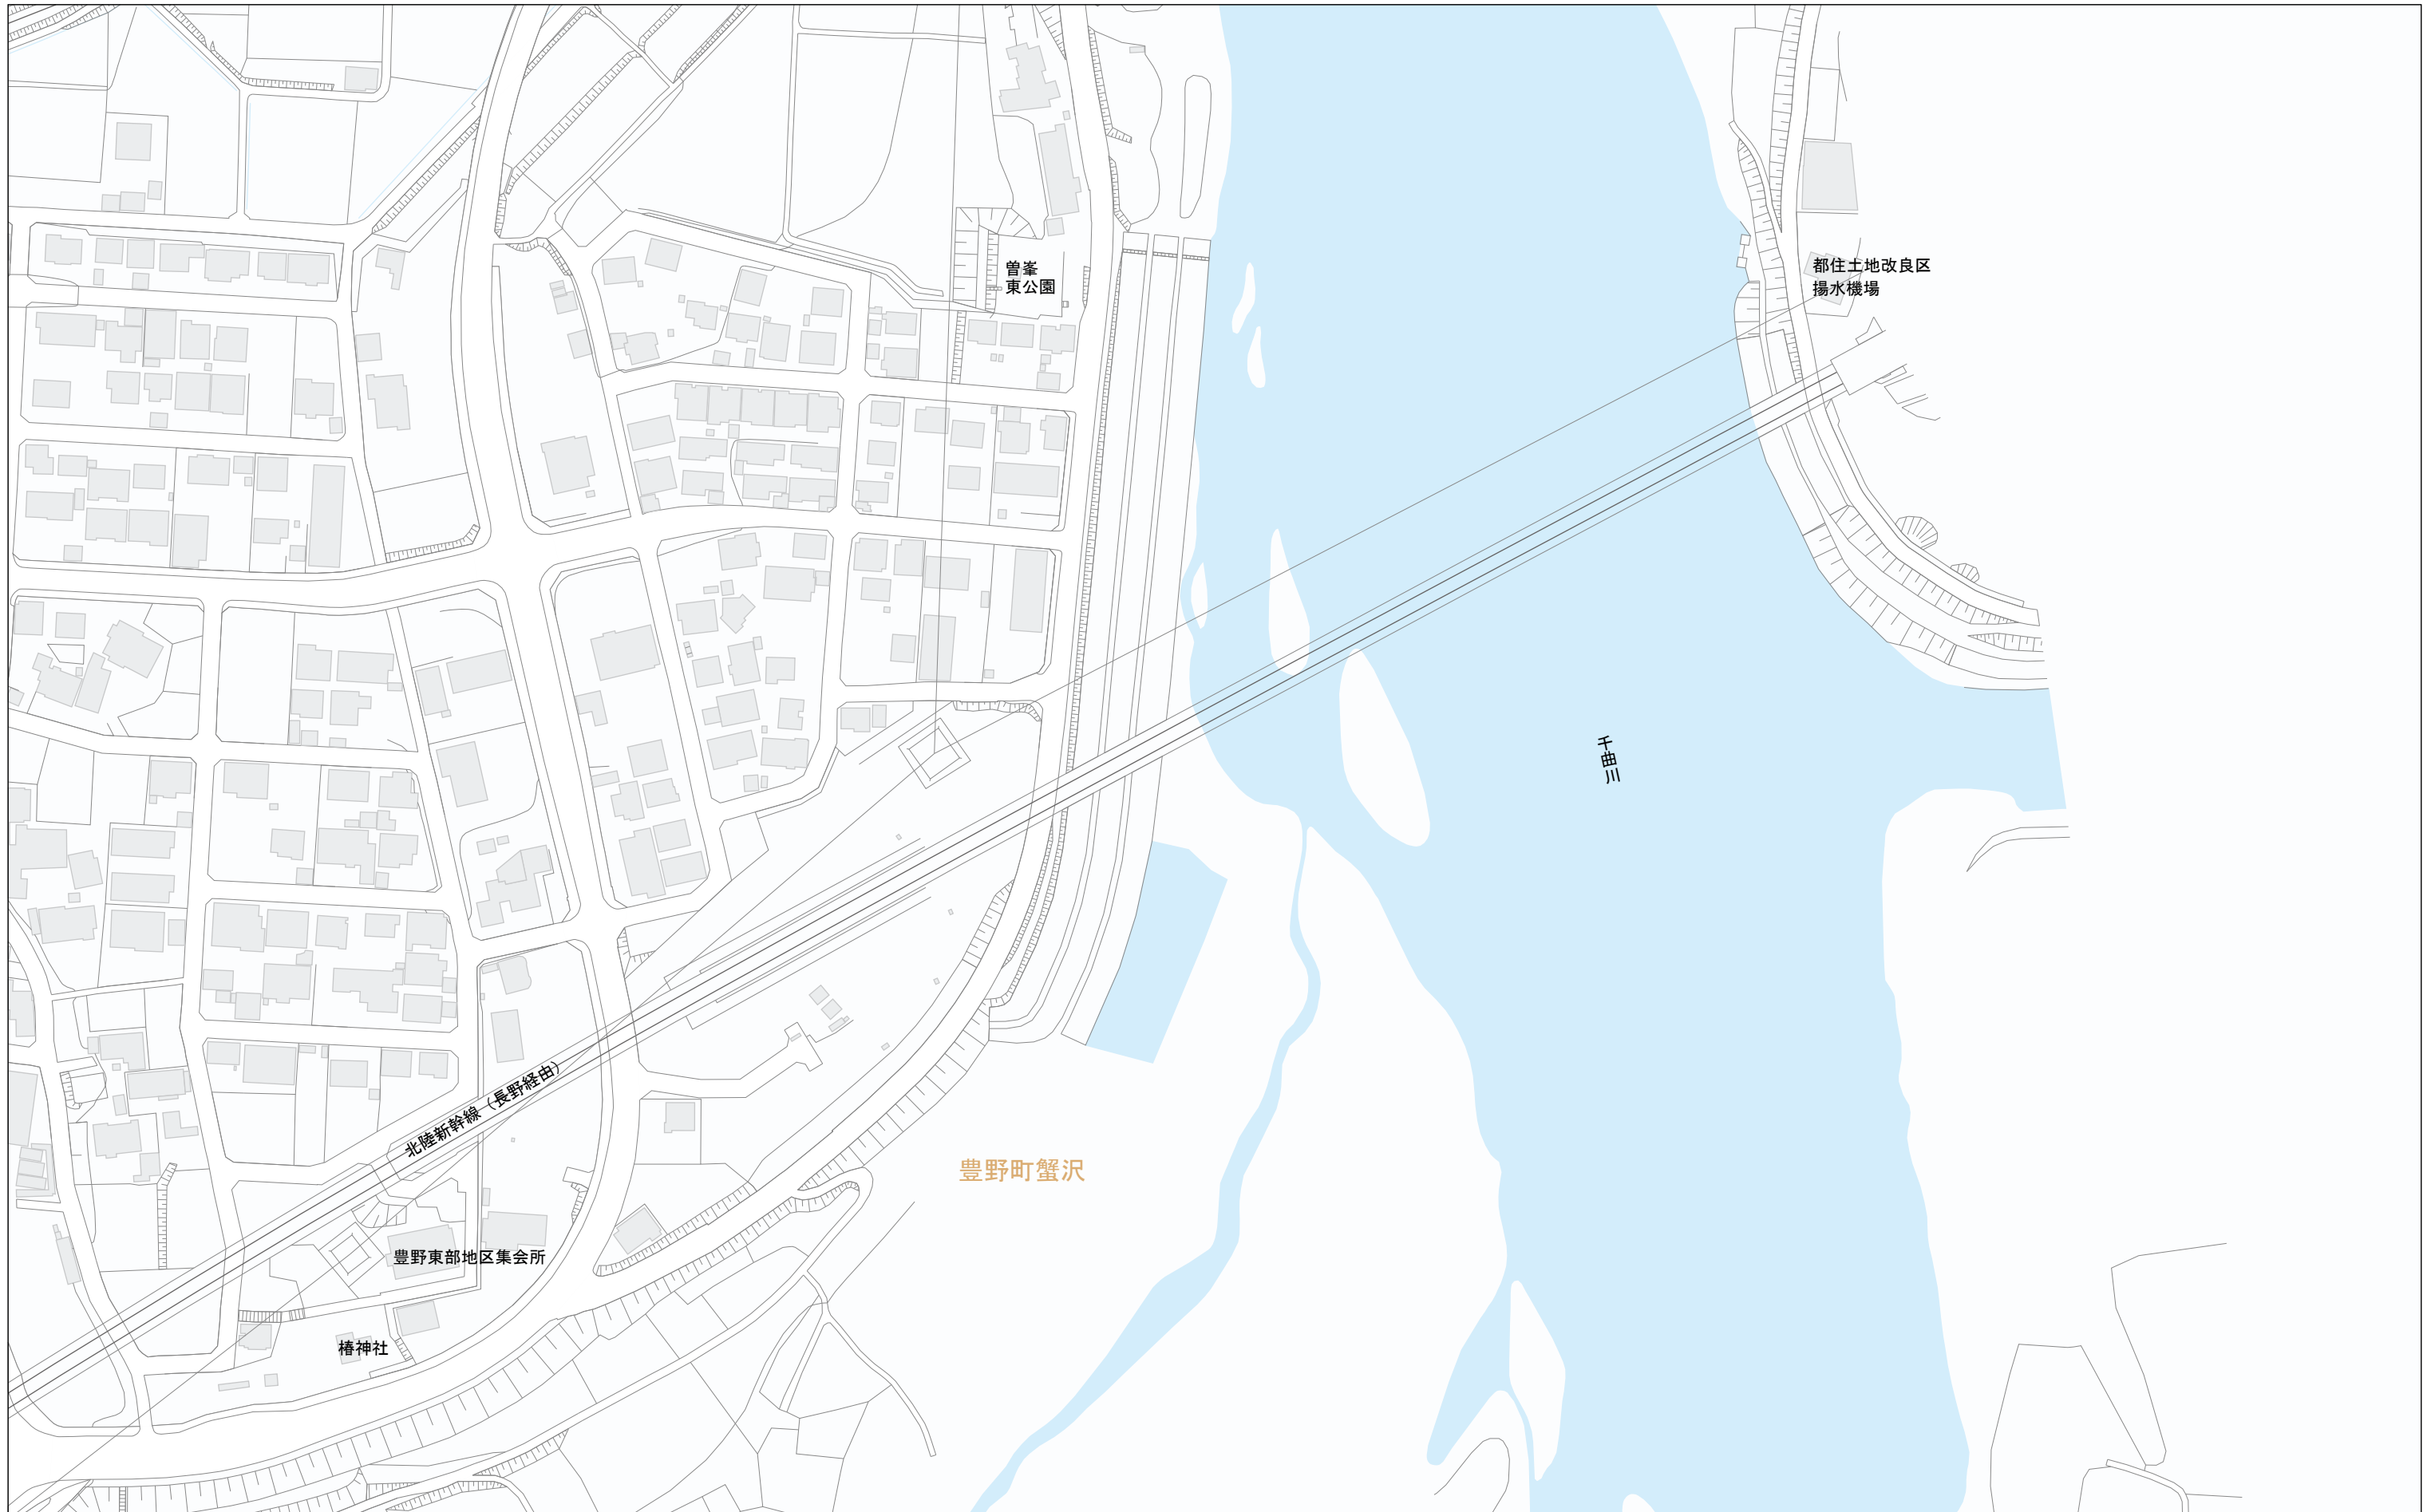 曽峯
東公園
都住土地改良区
揚水機場
千曲川
北陸新幹線（長野経由）
豊野町蟹沢
豊野東部地区集会所
椿神社